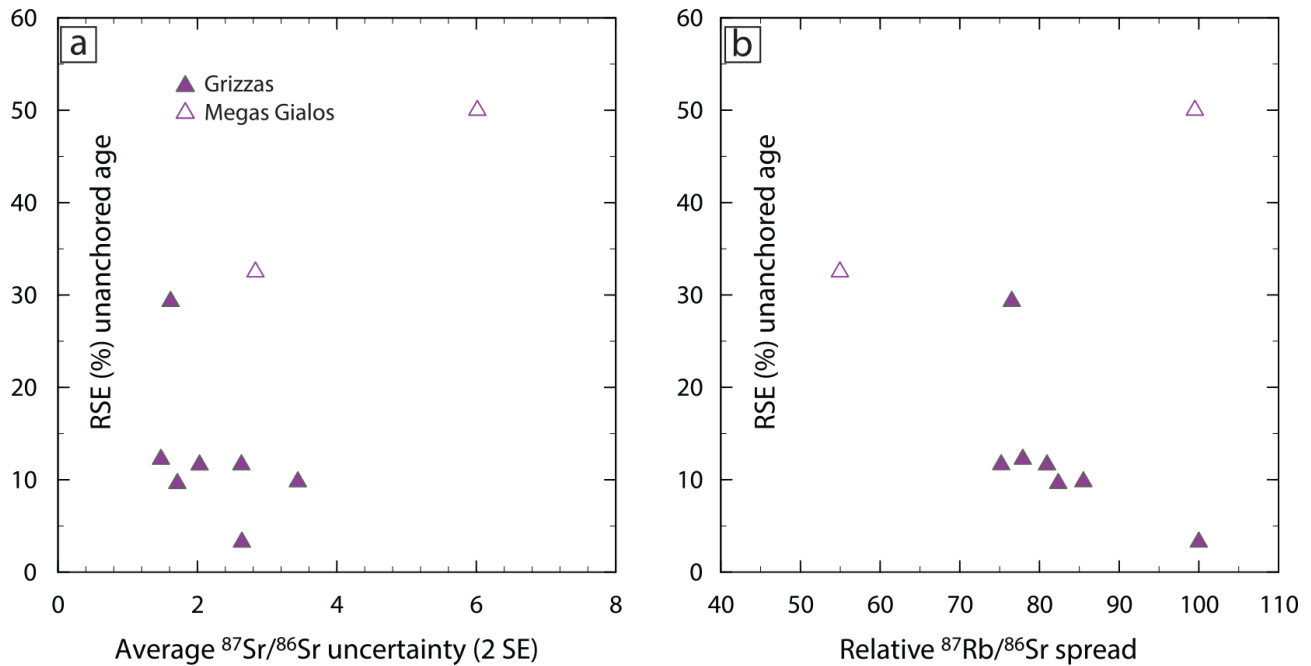 a
Grizzas
Megas Gialos
RSE (%) unanchored age
60
50
40
30
20
10
0
0 2 4 6 8
Average ⁸⁷Sr/⁸⁶Sr uncertainty (2 SE)
b
RSE (%) unanchored age
60
50
40
30
20
10
0
40 50 60 70 80 90 100 110
Relative ⁸⁷Rb/⁸⁶Sr spread